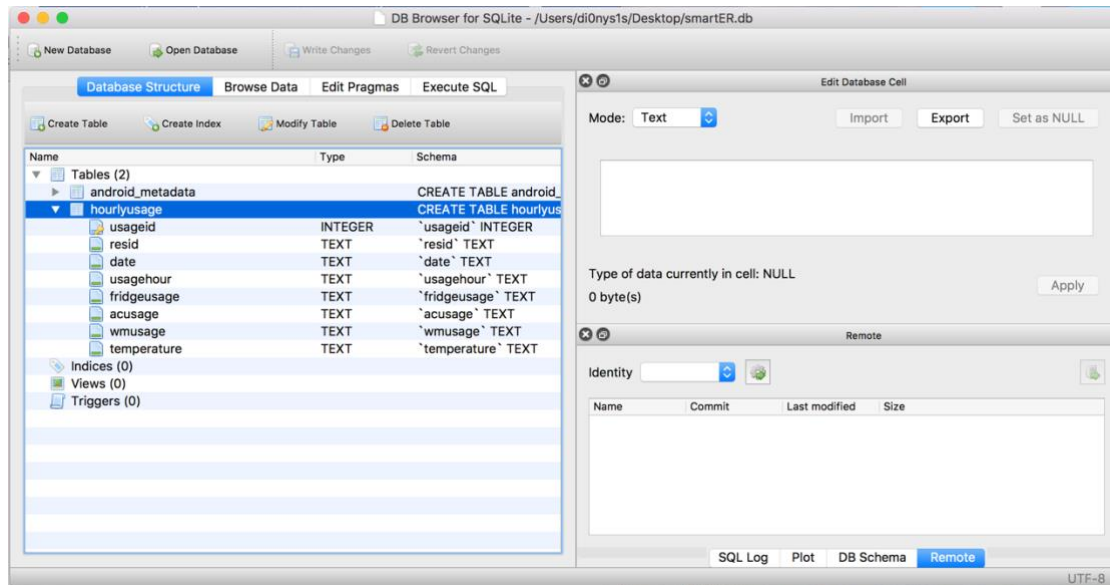 DB Browser for SQLite - /Users/di0nys1s/Desktop/smartER.db
New Database Open Database Write Changes Revert Changes
Database Structure Browse Data Edit Pragmas Execute SQL
Create Table Create Index Modify Table Delete Table
Name Type Schema
Tables (2)
android_metadata CREATE TABLE android_
hourlyusage CREATE TABLE hourlyus
usageid INTEGER `usageid` INTEGER
resid TEXT `resid` TEXT
date TEXT `date` TEXT
usagehour TEXT `usagehour` TEXT
fridgeusage TEXT `fridgeusage` TEXT
acusage TEXT `acusage` TEXT
wmusage TEXT `wmusage` TEXT
temperature TEXT `temperature` TEXT
Indices (0)
Views (0)
Triggers (0)
Edit Database Cell
Mode: Text Import Export Set as NULL
Type of data currently in cell: NULL
0 byte(s)
Apply
Remote
Identity
Name Commit Last modified Size
SQL Log Plot DB Schema Remote
UTF-8